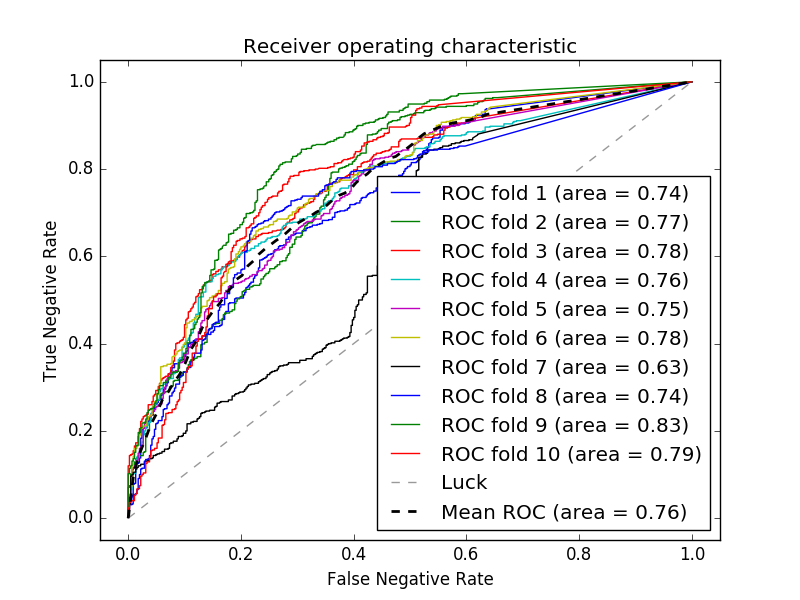 Receiver operating characteristic
True Negative Rate
1.0
0.8
0.6
0.4
0.2
0.0
ROC fold 1 (area = 0.74)
ROC fold 2 (area = 0.77)
ROC fold 3 (area = 0.78)
ROC fold 4 (area = 0.76)
ROC fold 5 (area = 0.75)
ROC fold 6 (area = 0.78)
ROC fold 7 (area = 0.63)
ROC fold 8 (area = 0.74)
ROC fold 9 (area = 0.83)
ROC fold 10 (area = 0.79)
Luck
Mean ROC (area = 0.76)
0.0 0.2 0.4 0.6 0.8 1.0
False Negative Rate